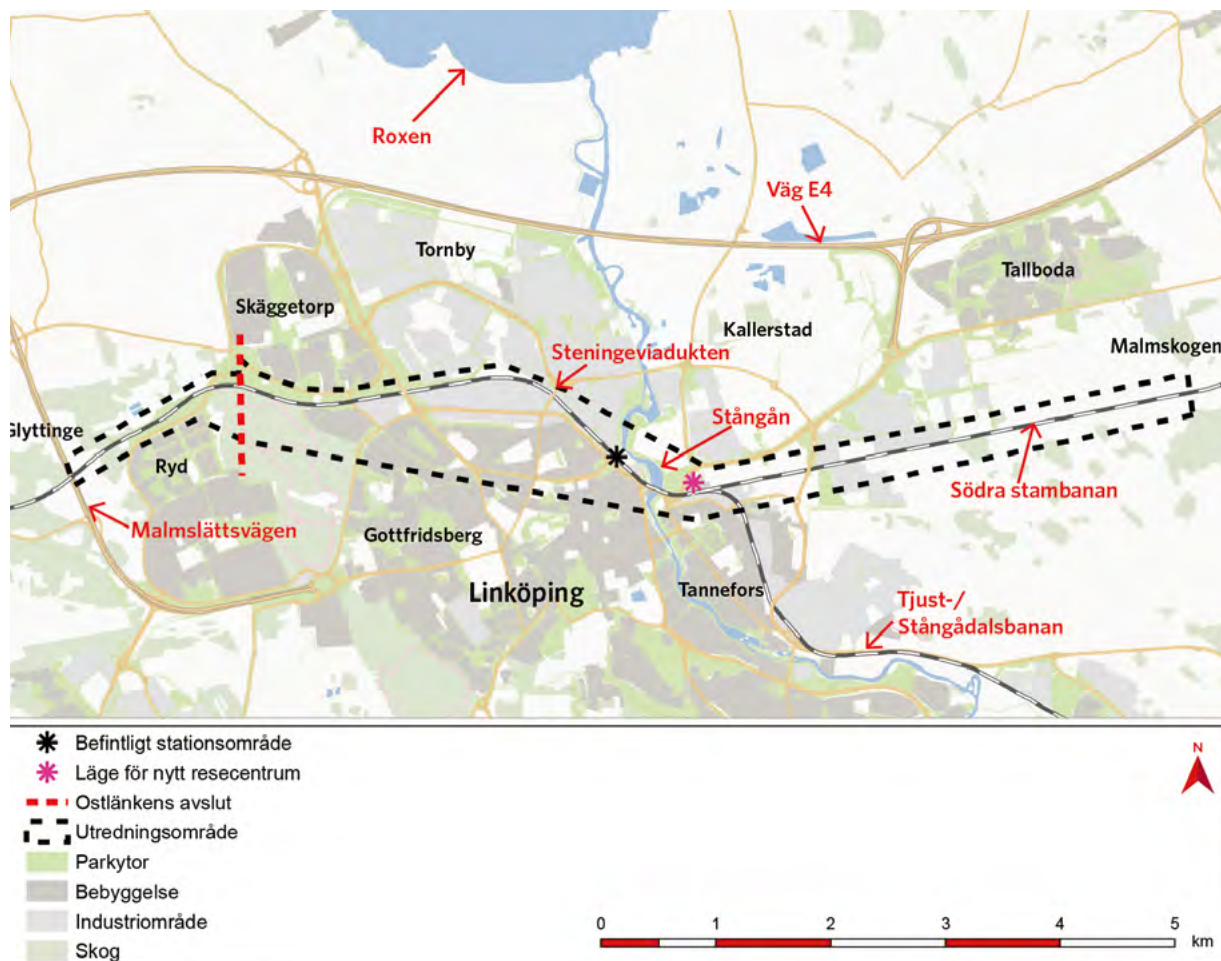 Roxen
Väg E4
Tornby
Tallboda
Skäggetorp
Kallerstad
Malmskogen
Steningeviadukten
Stångån
Glyttinge
Ryd
Södra stambanan
Malmslättsvägen
Gottfridsberg
Linköping
Tannefors
Tjust-/
Stångådalsbanan
Befintligt stationsområde
Läge för nytt resecentrum
Ostlänkens avslut
Utredningsområde
Parkytor
Bebyggelse
Industriområde
Skog
N
0 1 2 3 4 5
km